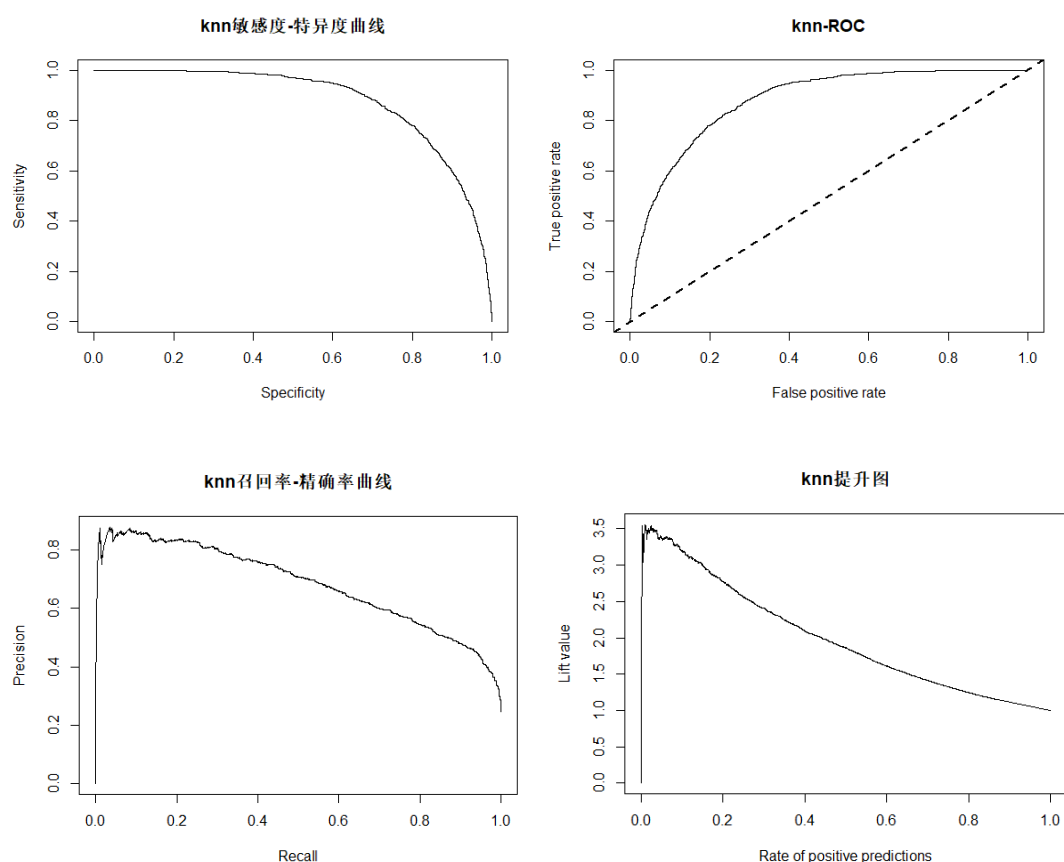 knn敏感度-特异度曲线
Sensitivity
1.0
0.8
0.6
0.4
0.2
0.0
0.0 0.2 0.4 0.6 0.8 1.0
Specificity
knn-ROC
True positive rate
1.0
0.8
0.6
0.4
0.2
0.0
0.0 0.2 0.4 0.6 0.8 1.0
False positive rate
knn召回率-精确率曲线
Precision
0.8
0.6
0.4
0.2
0.0
0.0 0.2 0.4 0.6 0.8 1.0
Recall
knn提升图
Lift value
3.5
3.0
2.5
2.0
1.5
1.0
0.5
0.0
0.0 0.2 0.4 0.6 0.8 1.0
Rate of positive predictions